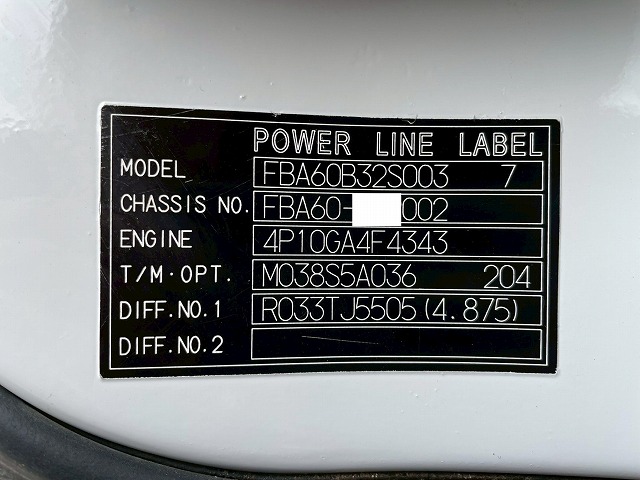 POWER LINE LABEL
MODEL FBA60B32S003 7
CHASSIS NO. FBA60- 002
ENGINE 4P10GA4F4343
T/M·OPT. M038S5A036 204
DIFF.NO.1 R033TJ5505(4.875)
DIFF.NO.2